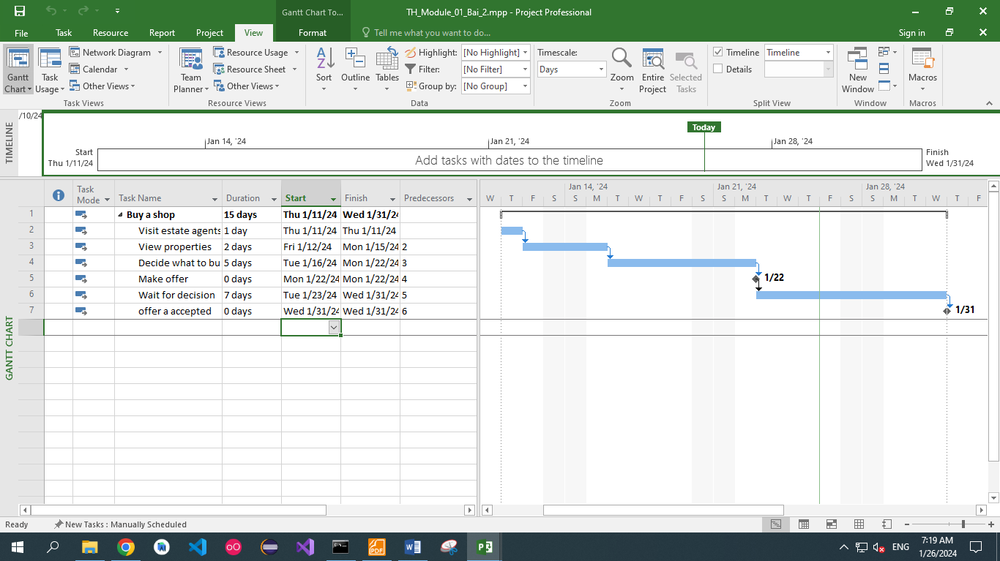 Gantt Chart To...
TH_Module_01_Bai_2.mpp - Project Professional
File Task Resource Report Project View Format Tell me what you want to do... Sign in
Gantt Chart
Task Usage
Network Diagram
Calendar
Other Views
Task Views
Team Planner
Resource Usage
Resource Sheet
Other Views
Resource Views
Sort
Outline
Tables
Highlight: [No Highlight]
Filter: [No Filter]
Group by: [No Group]
Data
Timescale:
Days
Zoom
Entire Project
Selected Tasks
Zoom
Timeline Timeline
Details
Split View
New Window
Window
Macros
Macros
TIMELINE
/10/24
Today
Jan 14, '24 Jan 21, '24 Jan 28, '24
Start
Thu 1/11/24
Add tasks with dates to the timeline
Finish
Wed 1/31/24
GANTT CHART
Task Mode Task Name Duration Start Finish Predecessors
Jan 14, '24 Jan 21, '24 Jan 28, '24
W T F S S M T W T F S S M T W T F S S M T W T F
1 Buy a shop 15 days Thu 1/11/24 Wed 1/31/24
2 Visit estate agents 1 day Thu 1/11/24 Thu 1/11/24
3 View properties 2 days Fri 1/12/24 Mon 1/15/24 2
4 Decide what to bu 5 days Tue 1/16/24 Mon 1/22/24 3
5 Make offer 0 days Mon 1/22/24 Mon 1/22/24 4 1/22
6 Wait for decision 7 days Tue 1/23/24 Wed 1/31/24 5
7 offer a accepted 0 days Wed 1/31/24 Wed 1/31/24 6 1/31
Ready New Tasks : Manually Scheduled
PDF
ENG
7:19 AM
1/26/2024